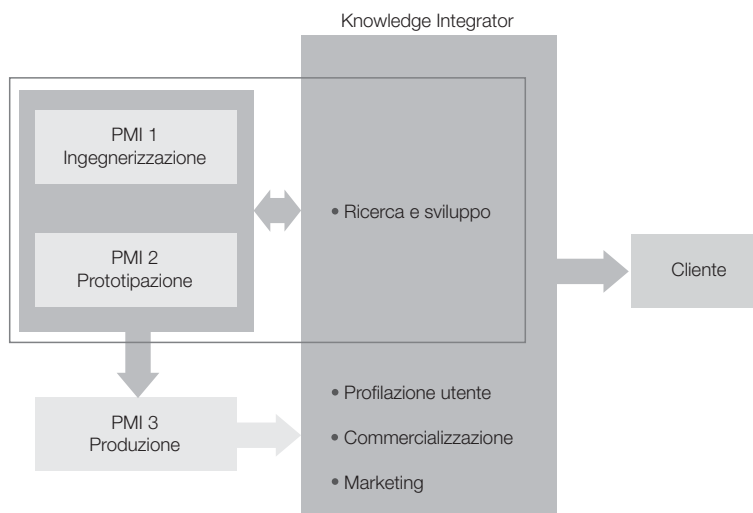 Knowledge Integrator
PMI 1
Ingegnerizzazione
PMI 2
Prototipazione
• Ricerca e sviluppo
Cliente
PMI 3
Produzione
• Profilazione utente
• Commercializzazione
• Marketing